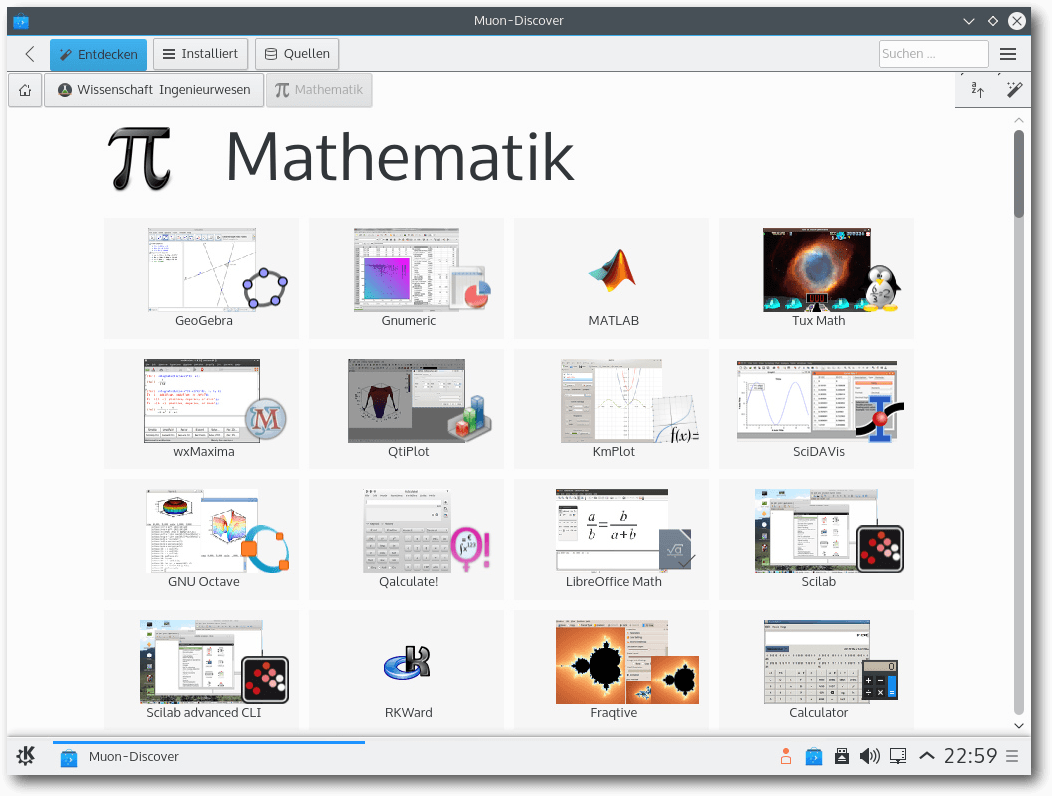 Muon-Discover
Entdecken
Installiert
Quellen
Suchen ...
Wissenschaft Ingenieurwesen
Mathematik
a
z
π Mathematik
GeoGebra
Gnumeric
MATLAB
Tux Math
wxMaxima
QtiPlot
f(x)=
KmPlot
SciDAVis
GNU Octave
Qalculate!
a/b = b/a+b
LibreOffice Math
Scilab
Scilab advanced CLI
RKWard
Fraqtive
0
Calculator
Muon-Discover
22:59